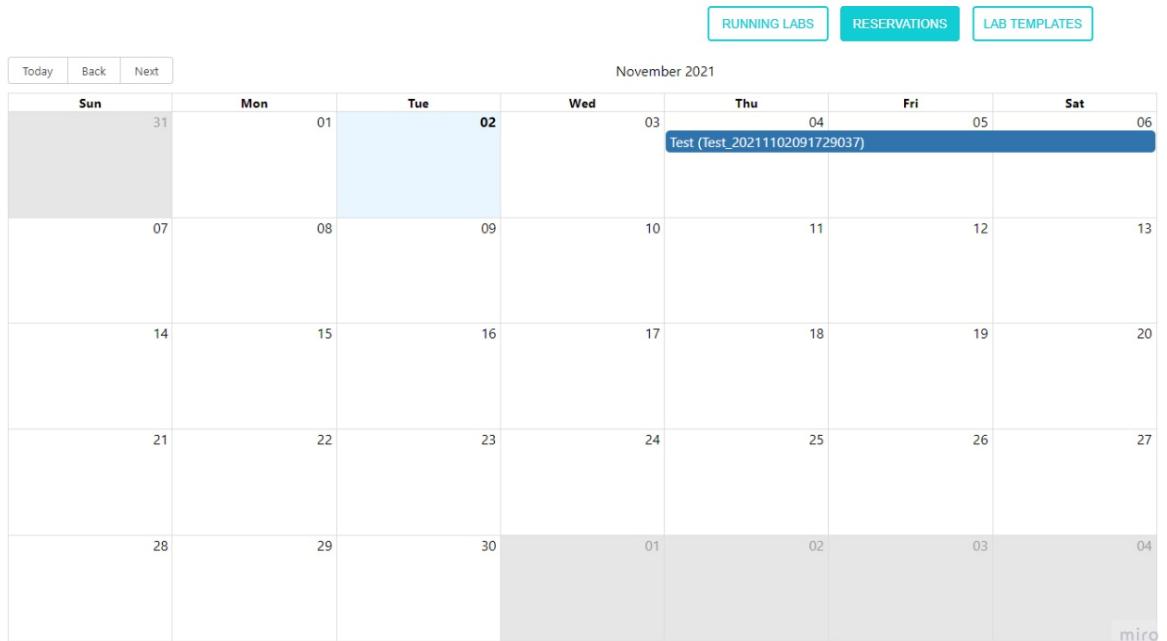 RUNNING LABS RESERVATIONS LAB TEMPLATES
Today Back Next November 2021
Sun Mon Tue Wed Thu Fri Sat
31 01 02 03 04 05 06
Test (Test_20211102091729037)
07 08 09 10 11 12 13
14 15 16 17 18 19 20
21 22 23 24 25 26 27
28 29 30 01 02 03 04
miro